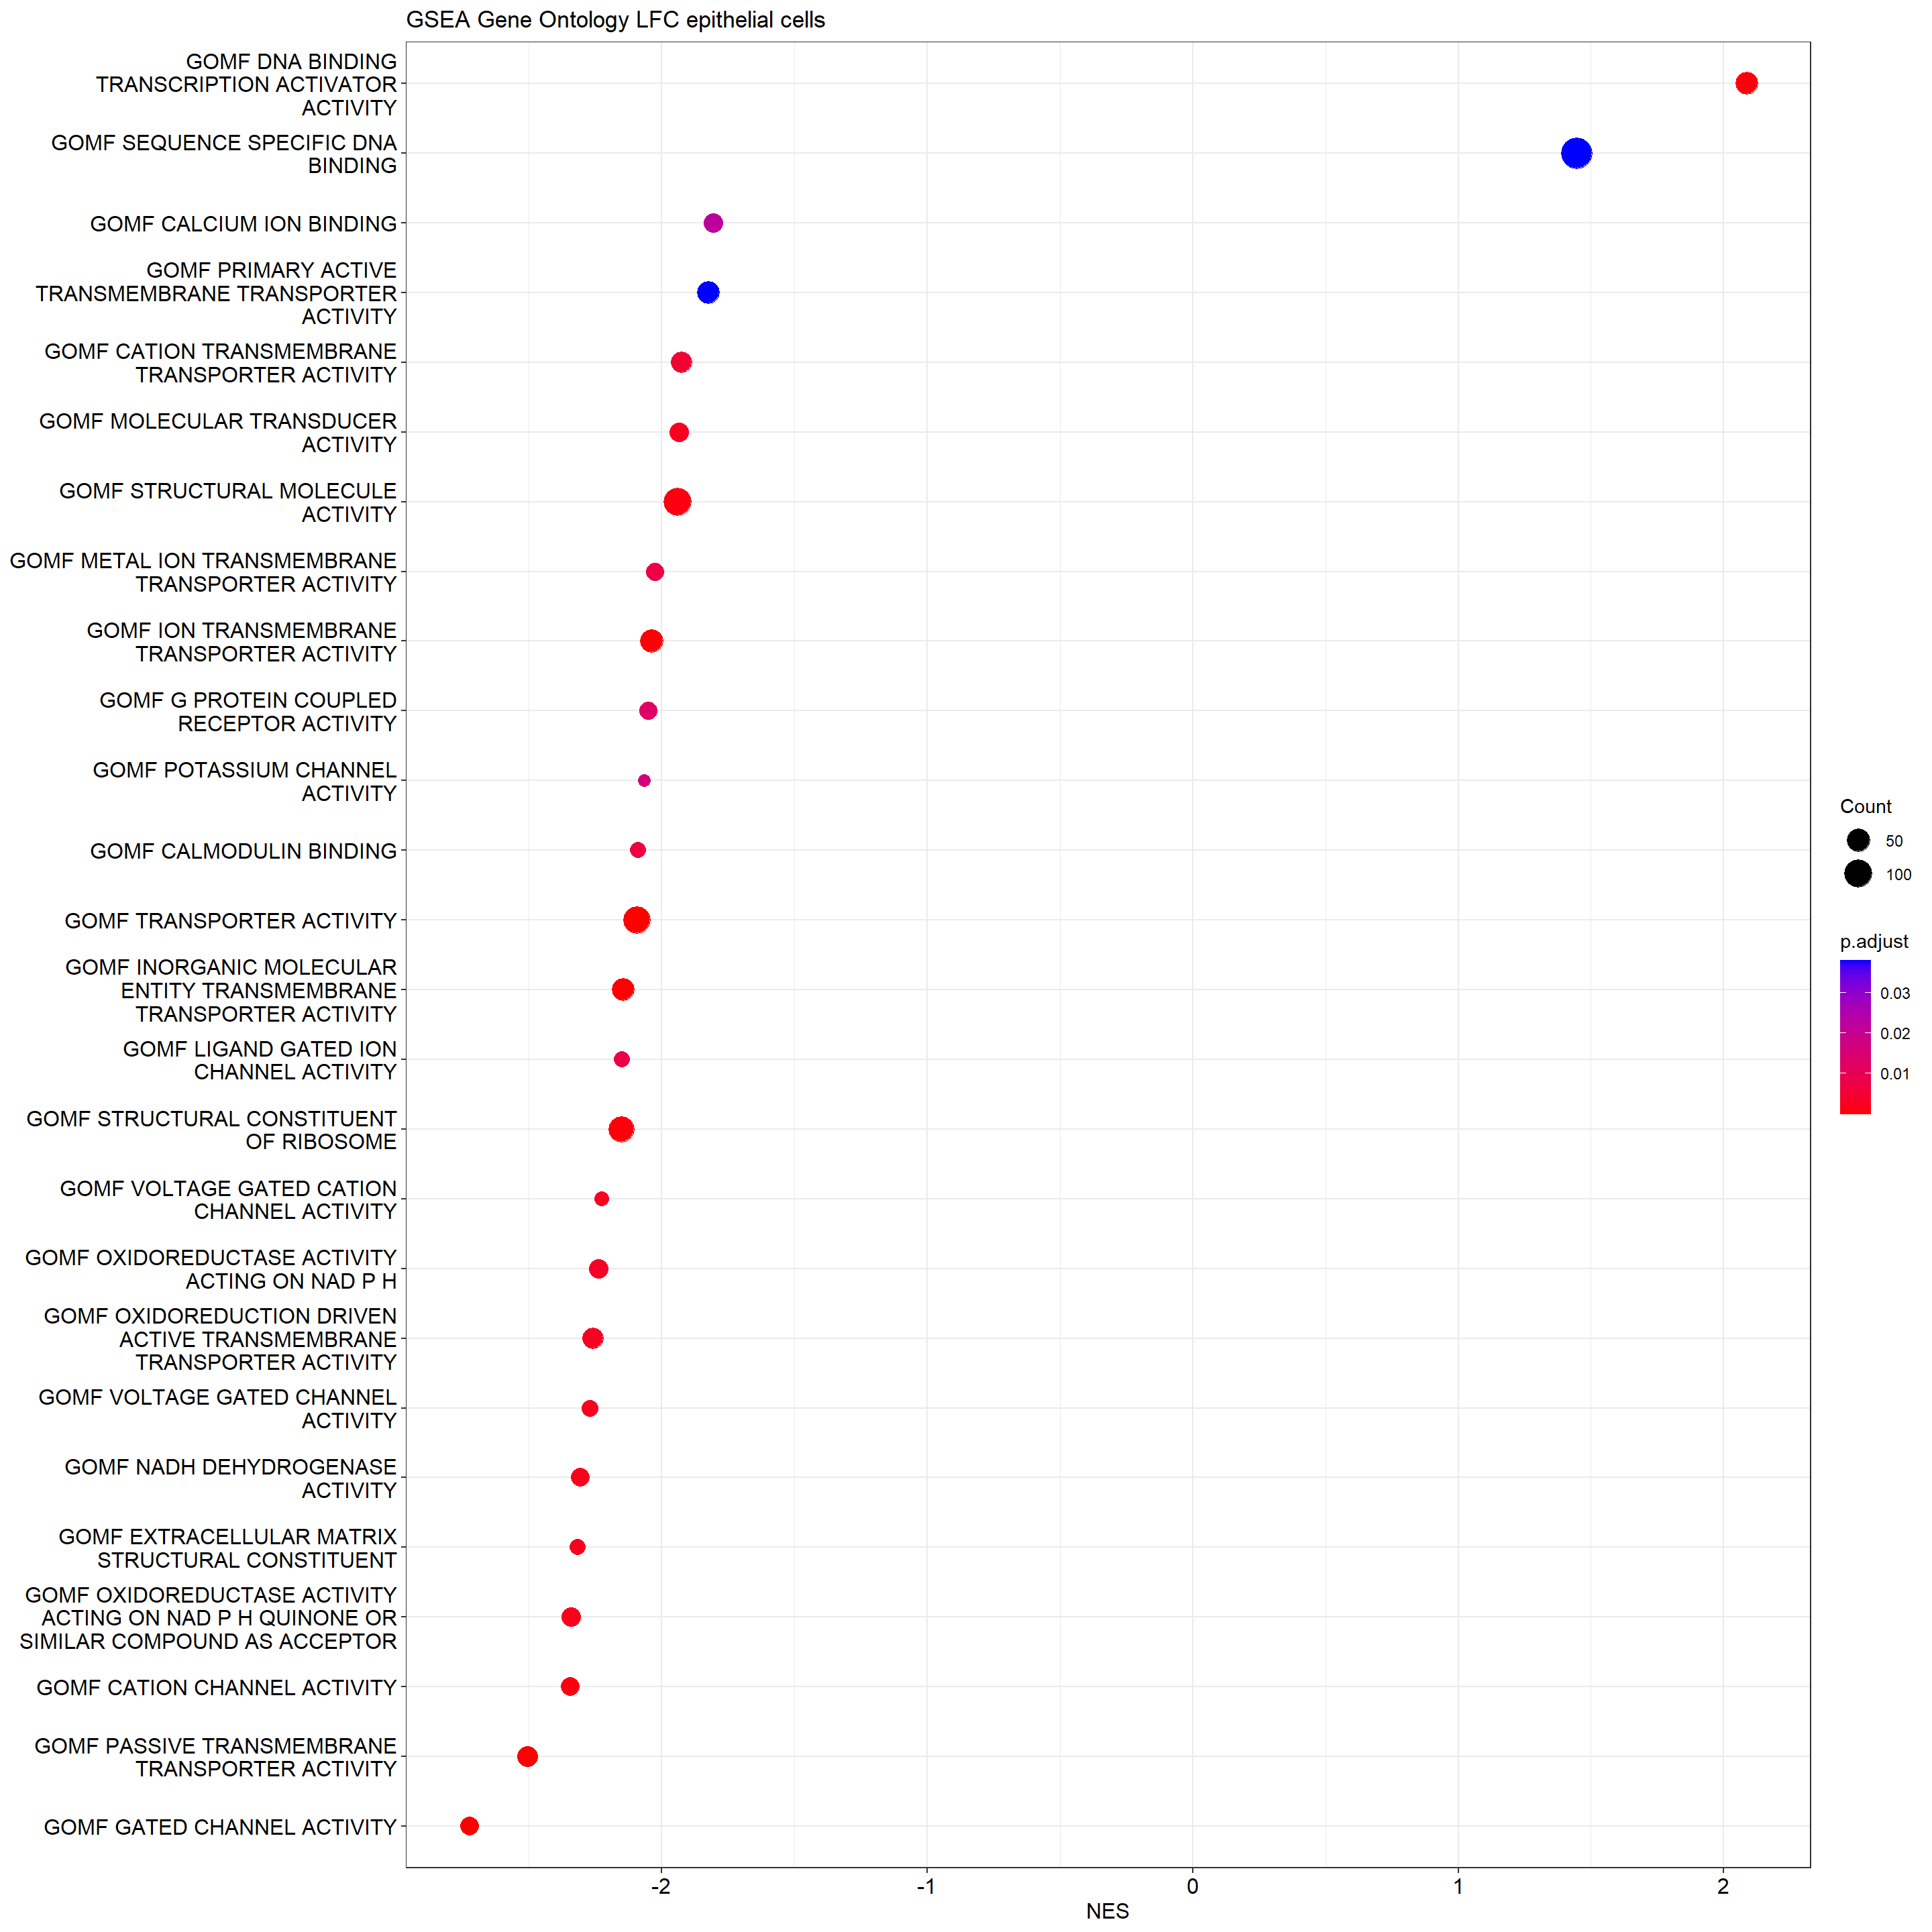 GSEA Gene Ontology LFC epithelial cells
GOMF DNA BINDING
TRANSCRIPTION ACTIVATOR
ACTIVITY
GOMF SEQUENCE SPECIFIC DNA
BINDING
GOMF CALCIUM ION BINDING
GOMF PRIMARY ACTIVE
TRANSMEMBRANE TRANSPORTER
ACTIVITY
GOMF CATION TRANSMEMBRANE
TRANSPORTER ACTIVITY
GOMF MOLECULAR TRANSDUCER
ACTIVITY
GOMF STRUCTURAL MOLECULE
ACTIVITY
GOMF METAL ION TRANSMEMBRANE
TRANSPORTER ACTIVITY
GOMF ION TRANSMEMBRANE
TRANSPORTER ACTIVITY
GOMF G PROTEIN COUPLED
RECEPTOR ACTIVITY
GOMF POTASSIUM CHANNEL
ACTIVITY
GOMF CALMODULIN BINDING
GOMF TRANSPORTER ACTIVITY
GOMF INORGANIC MOLECULAR
ENTITY TRANSMEMBRANE
TRANSPORTER ACTIVITY
GOMF LIGAND GATED ION
CHANNEL ACTIVITY
GOMF STRUCTURAL CONSTITUENT
OF RIBOSOME
GOMF VOLTAGE GATED CATION
CHANNEL ACTIVITY
GOMF OXIDOREDUCTASE ACTIVITY
ACTING ON NAD P H
GOMF OXIDOREDUCTION DRIVEN
ACTIVE TRANSMEMBRANE
TRANSPORTER ACTIVITY
GOMF VOLTAGE GATED CHANNEL
ACTIVITY
GOMF NADH DEHYDROGENASE
ACTIVITY
GOMF EXTRACELLULAR MATRIX
STRUCTURAL CONSTITUENT
GOMF OXIDOREDUCTASE ACTIVITY
ACTING ON NAD P H QUINONE OR
SIMILAR COMPOUND AS ACCEPTOR
GOMF CATION CHANNEL ACTIVITY
GOMF PASSIVE TRANSMEMBRANE
TRANSPORTER ACTIVITY
GOMF GATED CHANNEL ACTIVITY
-2 -1 0 1 2
NES
Count
50
100
p.adjust
0.03
0.02
0.01